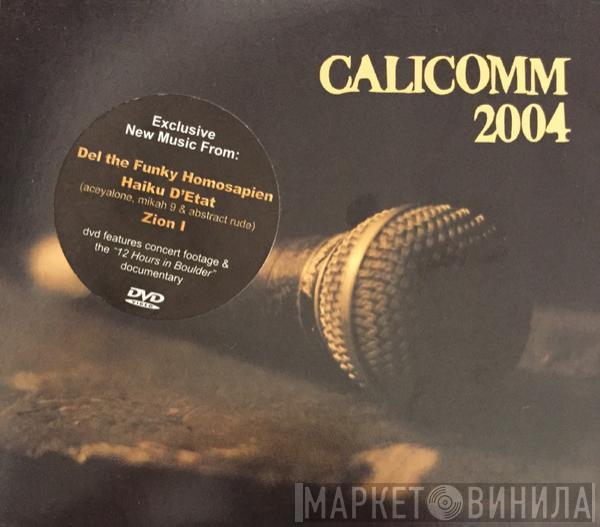 CALICOMM
2004
Exclusive
New Music From:
Del the Funky Homosapien
Haiku D'Etat
(aceyalone, mikah 9 & abstract rude)
Zion I
dvd features concert footage &
the "12 Hours in Boulder"
documentary
DVD
VIDEO
МАРКЕТ ВИНИЛА